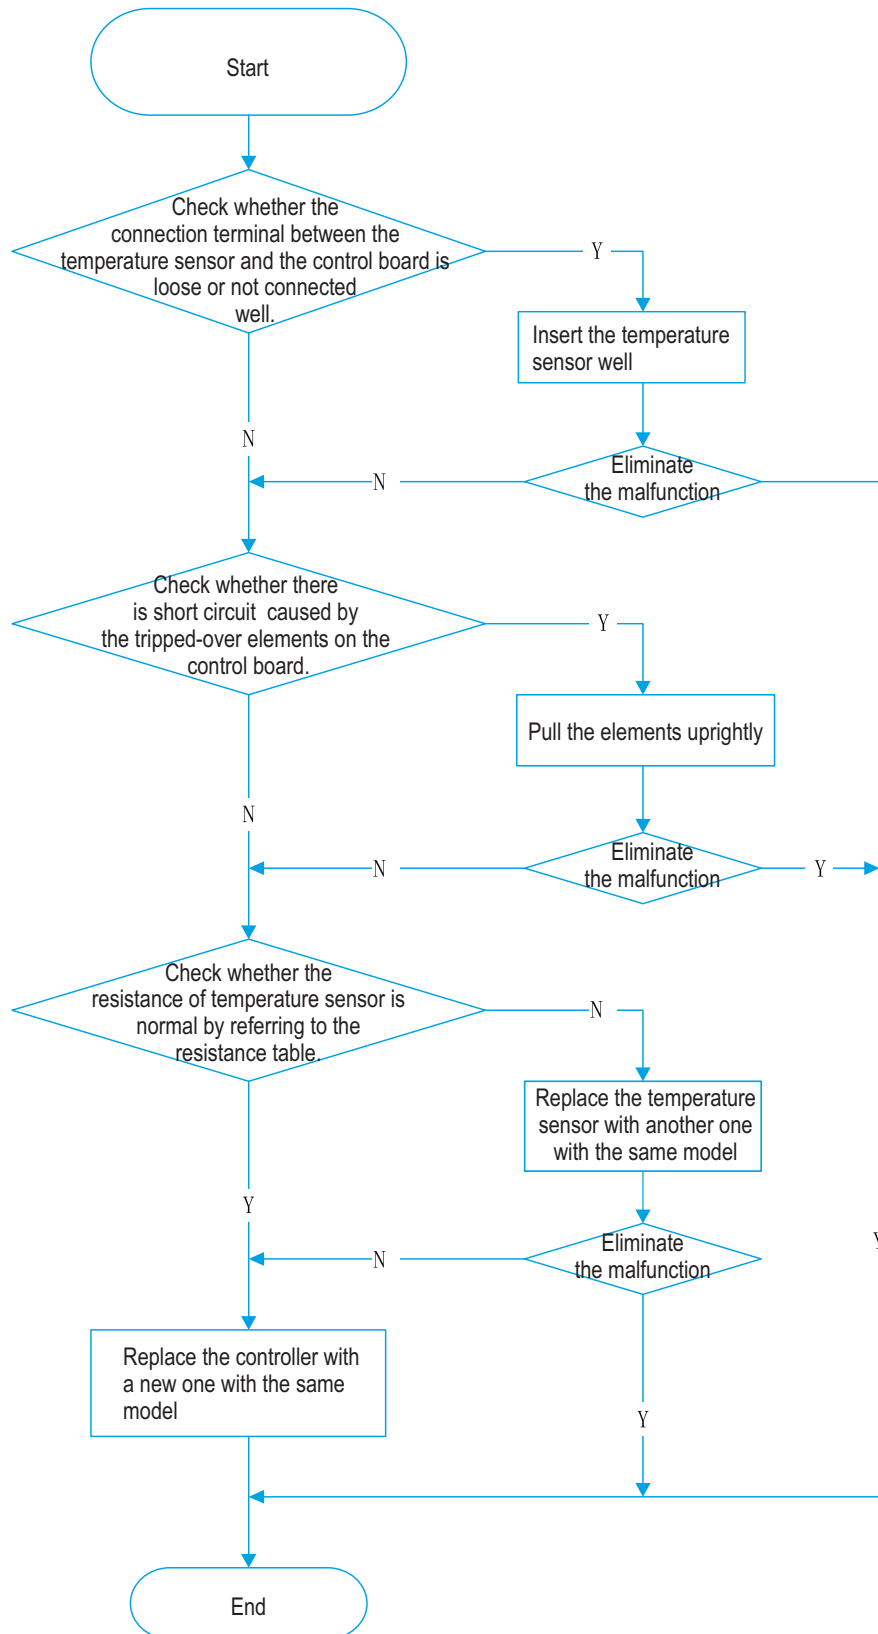 Start
Check whether the
connection terminal between the
temperature sensor and the control board is
loose or not connected
well.
Y
Insert the temperature
sensor well
N
Eliminate
the malfunction
N
Check whether there
is short circuit caused by
the tripped-over elements on the
control board.
Y
Pull the elements uprightly
N
Eliminate
the malfunction
N
Y
Check whether the
resistance of temperature sensor is
normal by referring to the
resistance table.
N
Replace the temperature
sensor with another one
with the same model
Y
Eliminate
the malfunction
N
Y
Replace the controller with
a new one with the same
model
Y
End